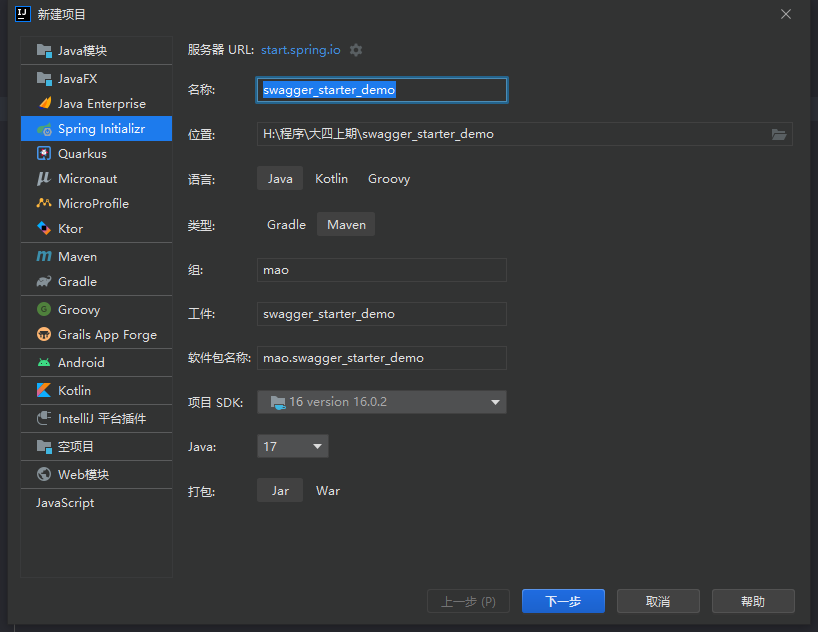 新建项目
Java模块
JavaFX
Java Enterprise
Spring Initializr
Quarkus
Micronaut
MicroProfile
Ktor
Maven
Gradle
Groovy
Grails App Forge
Android
Kotlin
IntelliJ 平台插件
空项目
Web模块
JavaScript
服务器 URL: start.spring.io
名称: swagger_starter_demo
位置: H:\程序\大四上期\swagger_starter_demo
语言: Java Kotlin Groovy
类型: Gradle Maven
组: mao
工件: swagger_starter_demo
软件包名称: mao.swagger_starter_demo
项目 SDK: 16 version 16.0.2
Java: 17
打包: Jar War
上一步 (P) 下一步 取消 帮助